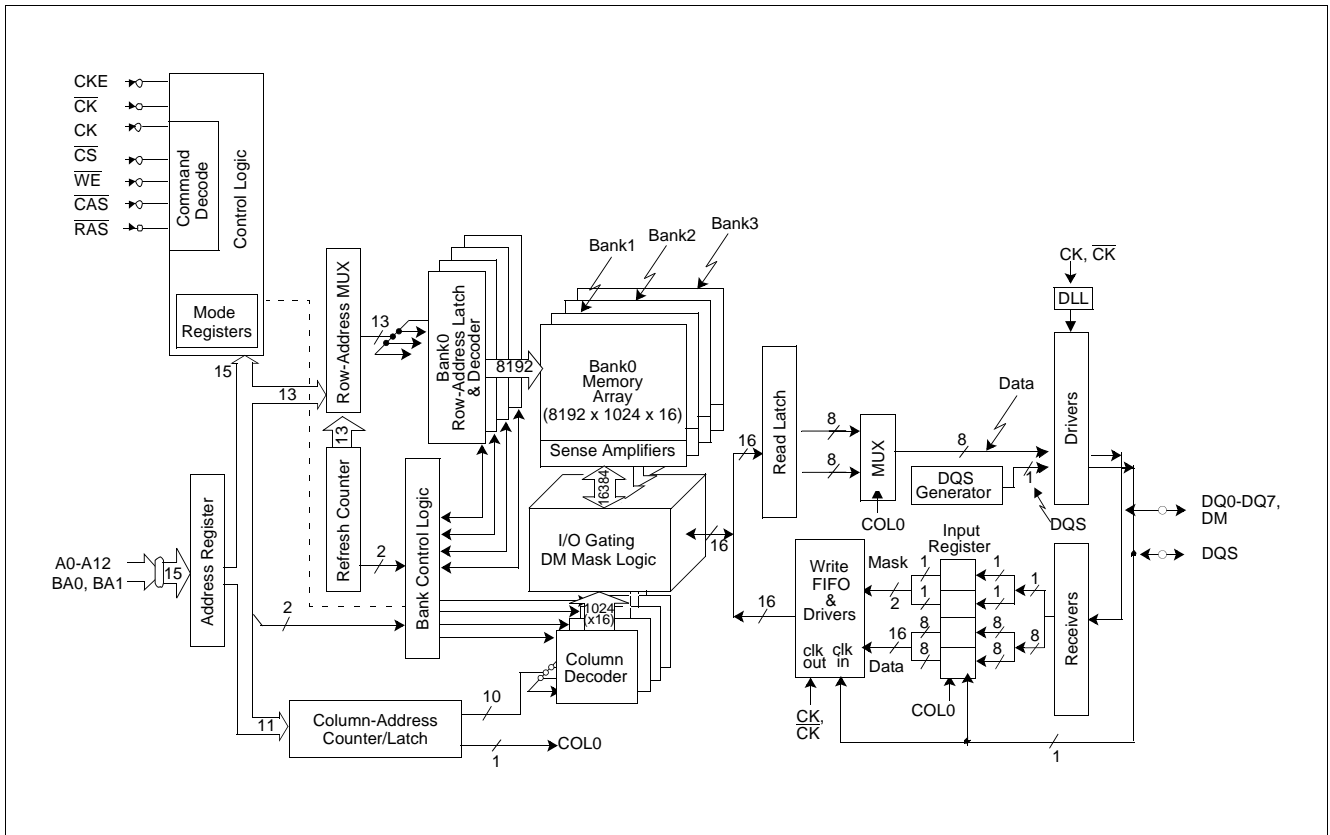 CKE
CK
CK
CS
WE
CAS
RAS
Command
Decode
Control Logic
Mode
Registers
15
13
Row-Address MUX
13
Refresh Counter
13
Bank0
Row-Address Latch
& Decoder
8192
Bank1
Bank2
Bank3
Bank0
Memory
Array
(8192 x 1024 x 16)
Sense Amplifiers
16384
I/O Gating
DM Mask Logic
16
2
Bank Control Logic
A0-A12
BA0, BA1
15
Address Register
2
1024
(x16)
Column
Decoder
11
Column-Address
Counter/Latch
10
1
COL0
16
Read Latch
8
8
MUX
COL0
8
Data
DQS
Generator
1
DQS
CK, CK
DLL
Drivers
DQ0-DQ7,
DM
DQS
Input
Register
16
Write
FIFO
&
Drivers
clk
out
clk
in
CK,
CK
Mask
2
1
1
1
1
1
16
Data
8
8
8
8
8
COL0
Receivers
1